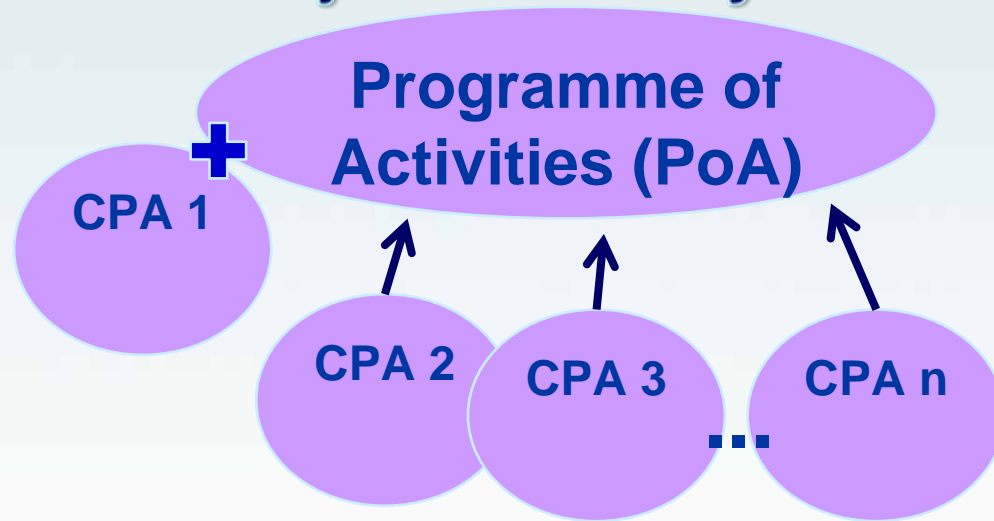 Programme of
Activities (PoA)
CPA 1
CPA 2
CPA 3
...
CPA n